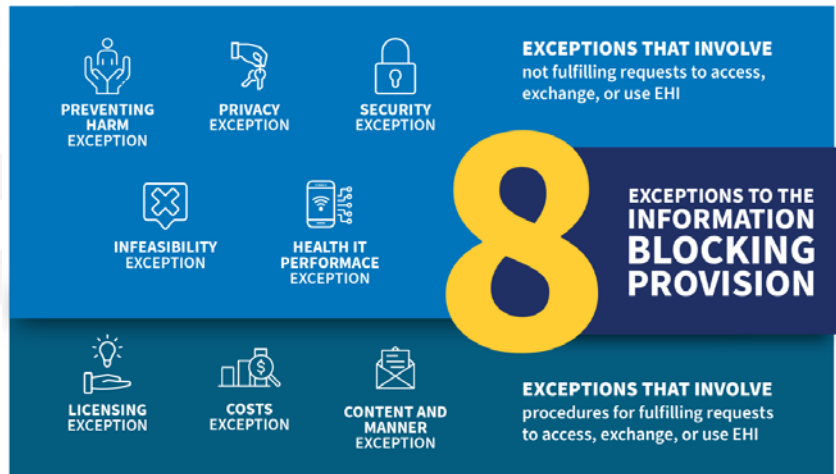 PREVENTING
HARM
EXCEPTION
PRIVACY
EXCEPTION
SECURITY
EXCEPTION
EXCEPTIONS THAT INVOLVE
not fulfilling requests to access,
exchange, or use EHI
INFEASIBILITY
EXCEPTION
HEALTH IT
PERFORMACE
EXCEPTION
8
EXCEPTIONS TO THE
INFORMATION
BLOCKING
PROVISION
LICENSING
EXCEPTION
$
COSTS
EXCEPTION
CONTENT AND
MANNER
EXCEPTION
EXCEPTIONS THAT INVOLVE
procedures for fulfilling requests
to access, exchange, or use EHI